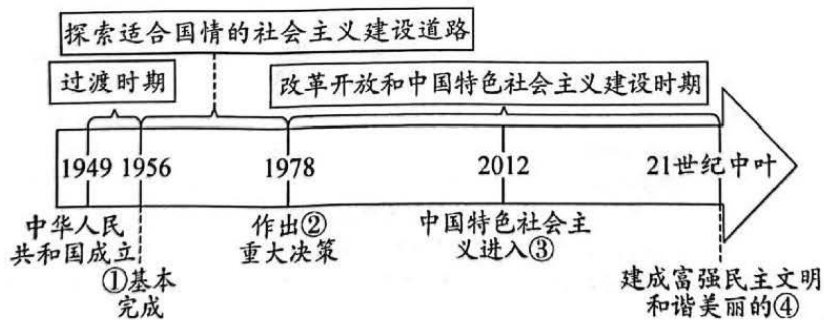 探索适合国情的社会主义建设道路
过渡时期
改革开放和中国特色社会主义建设时期
1949
1956
1978
2012
21世纪中叶
中华人民
共和国成立
①基本
完成
作出②
重大决策
中国特色社会主
义进入③
建成富强民主文明
和谐美丽的④